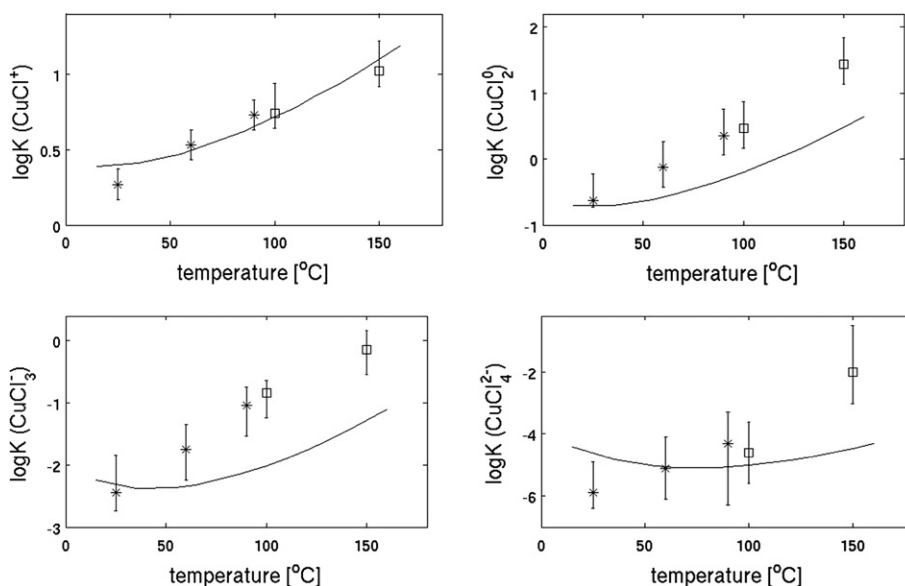 logK (CuCl⁺)
1
0.5
0
0 50 100 150
temperature [°C]
logK (CuCl₂⁰)
2
1
0
-1
0 50 100 150
temperature [°C]
logK (CuCl₃⁻)
0
-1
-2
-3
0 50 100 150
temperature [°C]
logK (CuCl₄²⁻)
-2
-4
-6
0 50 100 150
temperature [°C]